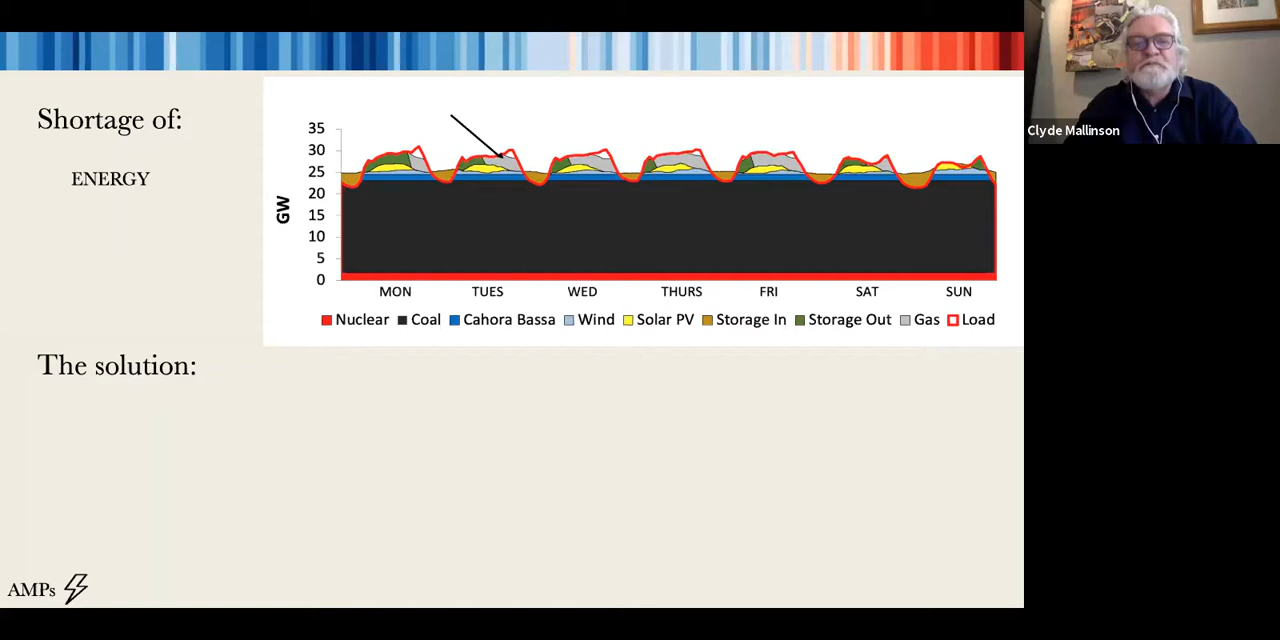 Clyde Mallinson
Shortage of:
ENERGY
35
30
25
20
15
10
5
0
GW
MON TUES WED THURS FRI SAT SUN
Nuclear Coal Cahora Bassa Wind Solar PV Storage In Storage Out Gas Load
The solution:
AMPs